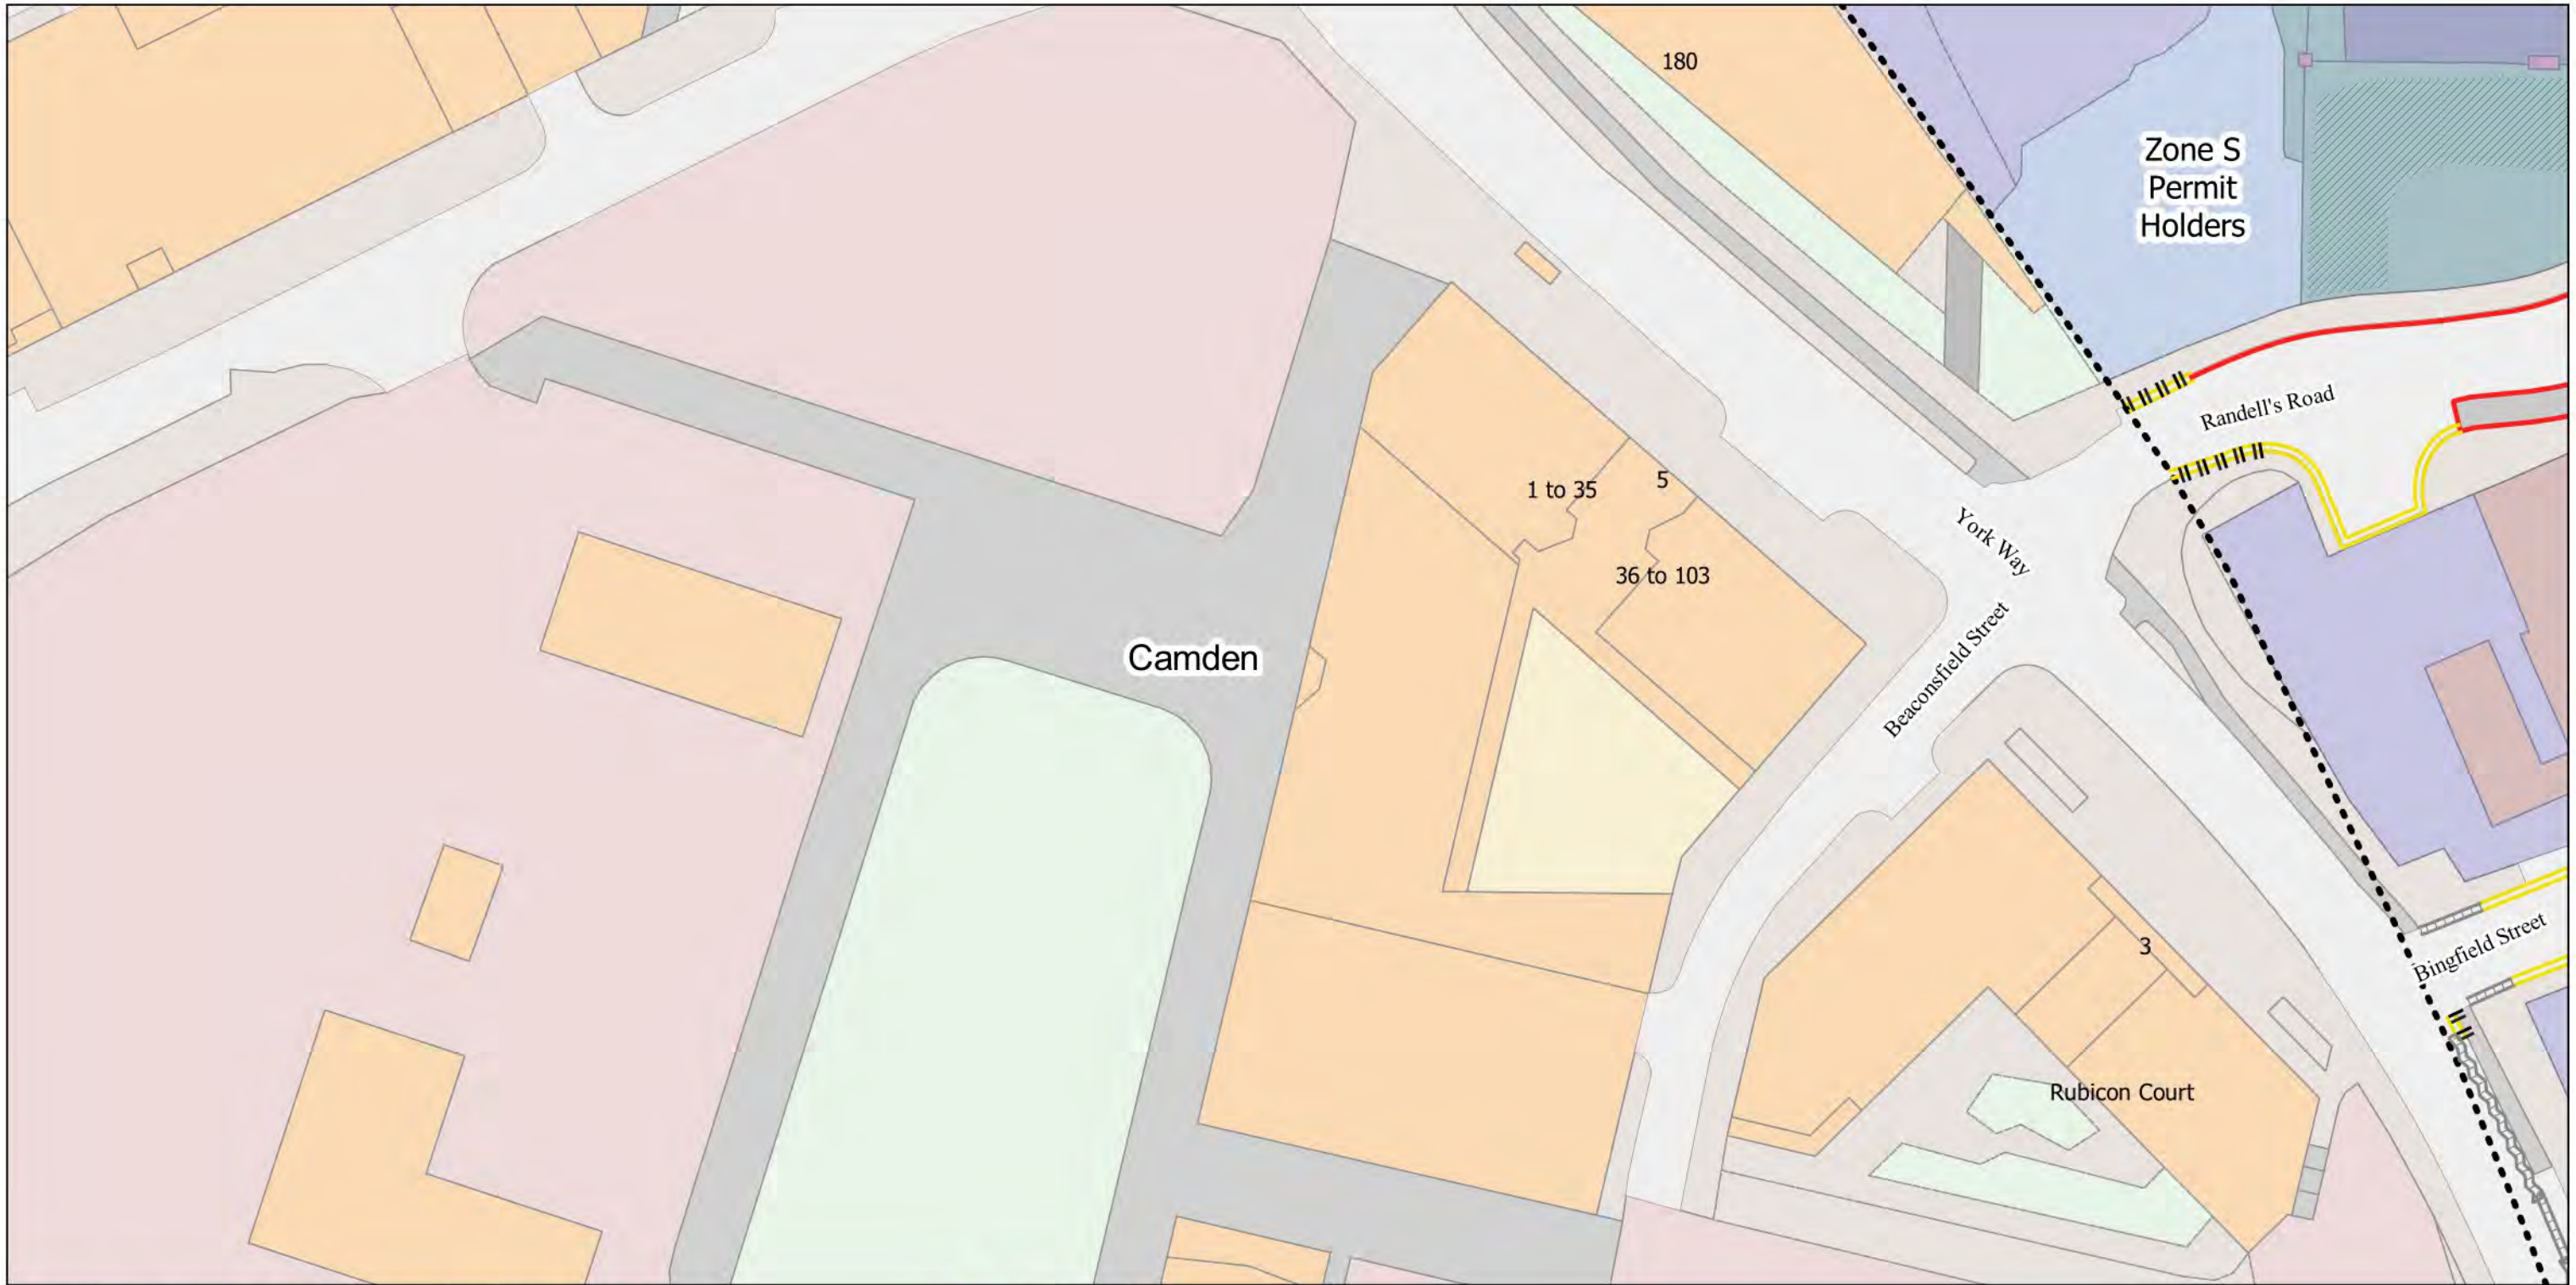 180
Zone S
Permit
Holders
Randell's Road
1 to 35
5
York Way
36 to 103
Camden
Beaconsfield Street
3
Bingfield Street
Rubicon Court